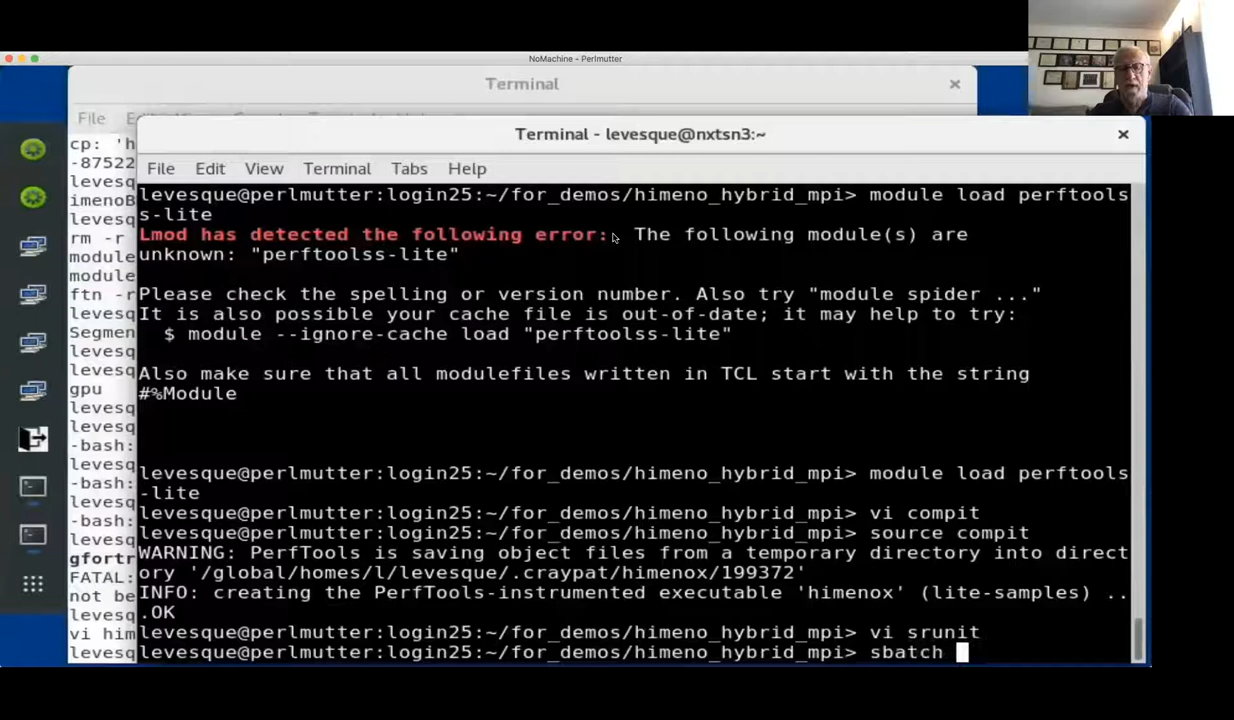 NoMachine - Perlmutter
Terminal
File
Terminal - levesque@nxtsn3:~
File Edit View Terminal Tabs Help
cp: 'h
-87522
levesq
imenoB
levesq
rm -r
module
module
ftn -r
levesq
Segmen
levesq
levesq
gpu
levesq
levesq
-bash:
levesq
-bash:
levesq
-bash:
levesq
gfortr
FATAL:
not be
levesq
vi him
levesq
levesque@perlmutter:login25:~/for_demos/himeno_hybrid_mpi> module load perftools
s-lite
Lmod has detected the following error: The following module(s) are
unknown: "perftoolss-lite"
Please check the spelling or version number. Also try "module spider ..."
It is also possible your cache file is out-of-date; it may help to try:
$ module --ignore-cache load "perftoolss-lite"
Also make sure that all modulefiles written in TCL start with the string
#%Module
levesque@perlmutter:login25:~/for_demos/himeno_hybrid_mpi> module load perftools
-lite
levesque@perlmutter:login25:~/for_demos/himeno_hybrid_mpi> vi compit
levesque@perlmutter:login25:~/for_demos/himeno_hybrid_mpi> source compit
WARNING: PerfTools is saving object files from a temporary directory into direct
ory '/global/homes/l/levesque/.craypat/himenox/199372'
INFO: creating the PerfTools-instrumented executable 'himenox' (lite-samples) ..
.OK
levesque@perlmutter:login25:~/for_demos/himeno_hybrid_mpi> vi srunit
levesque@perlmutter:login25:~/for_demos/himeno_hybrid_mpi> sbatch